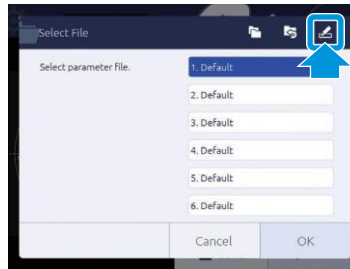 Select File
Select parameter file.
1. Default
2. Default
3. Default
4. Default
5. Default
6. Default
Cancel
OK